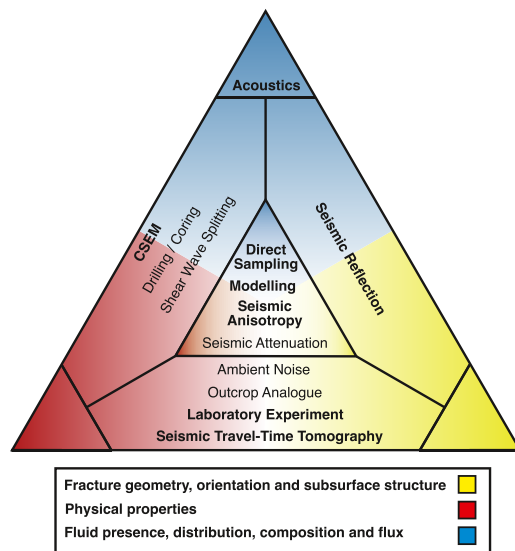 Acoustics
CSEM
Drilling / Coring
Shear Wave Splitting
Seismic Reflection
Direct
Sampling
Modelling
Seismic
Anisotropy
Seismic Attenuation
Ambient Noise
Outcrop Analogue
Laboratory Experiment
Seismic Travel-Time Tomography
Fracture geometry, orientation and subsurface structure
Physical properties
Fluid presence, distribution, composition and flux